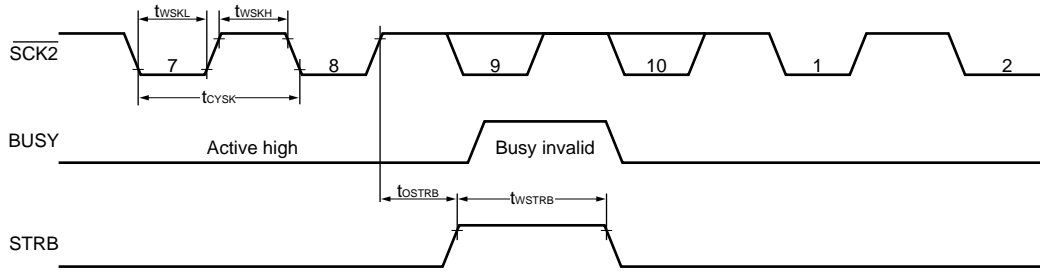 tWSKL tWSKH
SCK2
7 8 9 10 1 2
tCYSK
BUSY
Active high Busy invalid
tOSTRB tWSTRB
STRB